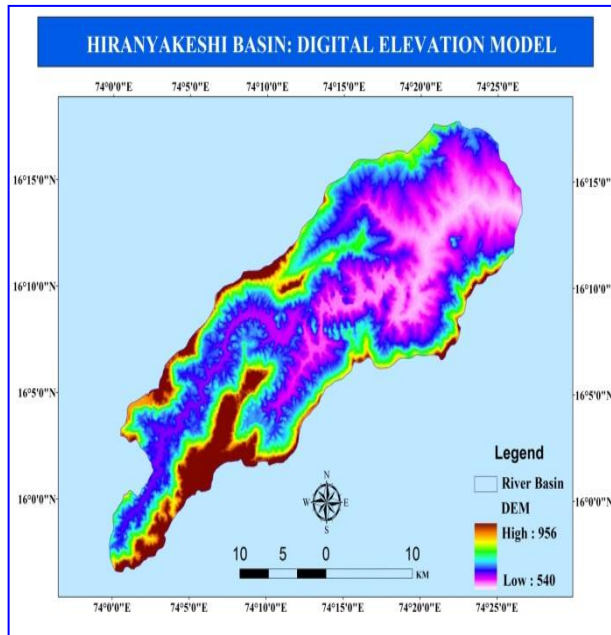 HIRANYAKESHI BASIN: DIGITAL ELEVATION MODEL
74°0'0"E 74°5'0"E 74°10'0"E 74°15'0"E 74°20'0"E 74°25'0"E
16°15'0"N 16°15'0"N
16°10'0"N 16°10'0"N
16°5'0"N 16°5'0"N
Legend
River Basin
16°0'0"N 16°0'0"N
DEM
N
W E
S
High : 956
10 5 0 10
KM
Low : 540
74°0'0"E 74°5'0"E 74°10'0"E 74°15'0"E 74°20'0"E 74°25'0"E